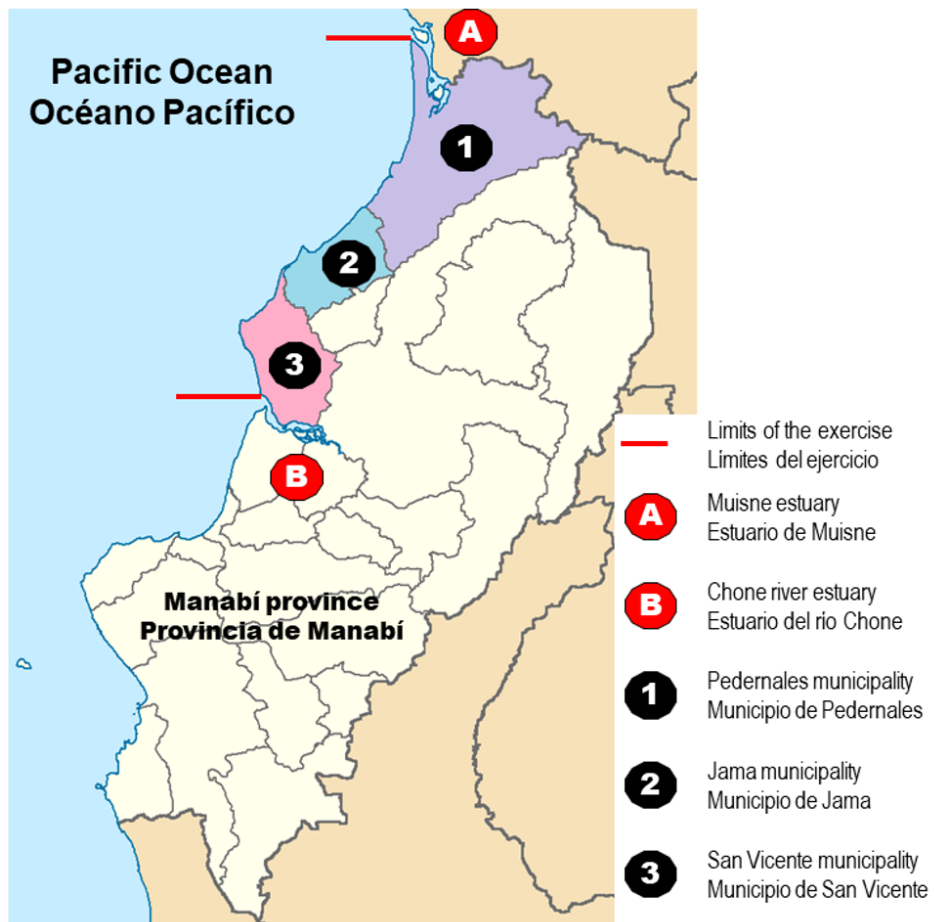 Pacific Ocean
Océano Pacífico
A
1
2
3
B
Manabí province
Provincia de Manabí
Limits of the exercise
Límites del ejercicio
A
Muisne estuary
Estuario de Muisne
B
Chone river estuary
Estuario del río Chone
1
Pedernales municipality
Municipio de Pedernales
2
Jama municipality
Municipio de Jama
3
San Vicente municipality
Municipio de San Vicente